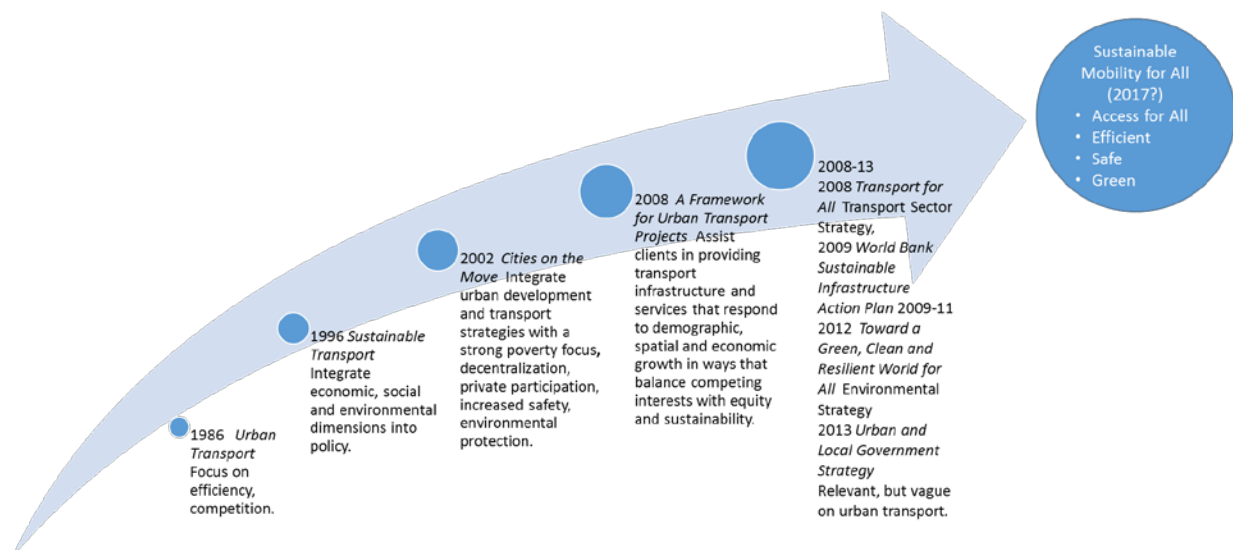 1986 Urban
Transport
Focus on
efficiency,
competition.
1996 Sustainable
Transport
Integrate
economic, social
and environmental
dimensions into
policy.
2002 Cities on the
Move Integrate
urban development
and transport
strategies with a
strong poverty focus,
decentralization,
private participation,
increased safety,
environmental
protection.
2008 A Framework
for Urban Transport
Projects Assist
clients in providing
transport
infrastructure and
services that respond
to demographic,
spatial and economic
growth in ways that
balance competing
interests with equity
and sustainability.
2008-13
2008 Transport for
All Transport Sector
Strategy,
2009 World Bank
Sustainable
Infrastructure
Action Plan 2009-11
2012 Toward a
Green, Clean and
Resilient World for
All Environmental
Strategy
2013 Urban and
Local Government
Strategy
Relevant, but vague
on urban transport.
Sustainable
Mobility for All
(2017?)
• Access for All
• Efficient
• Safe
• Green